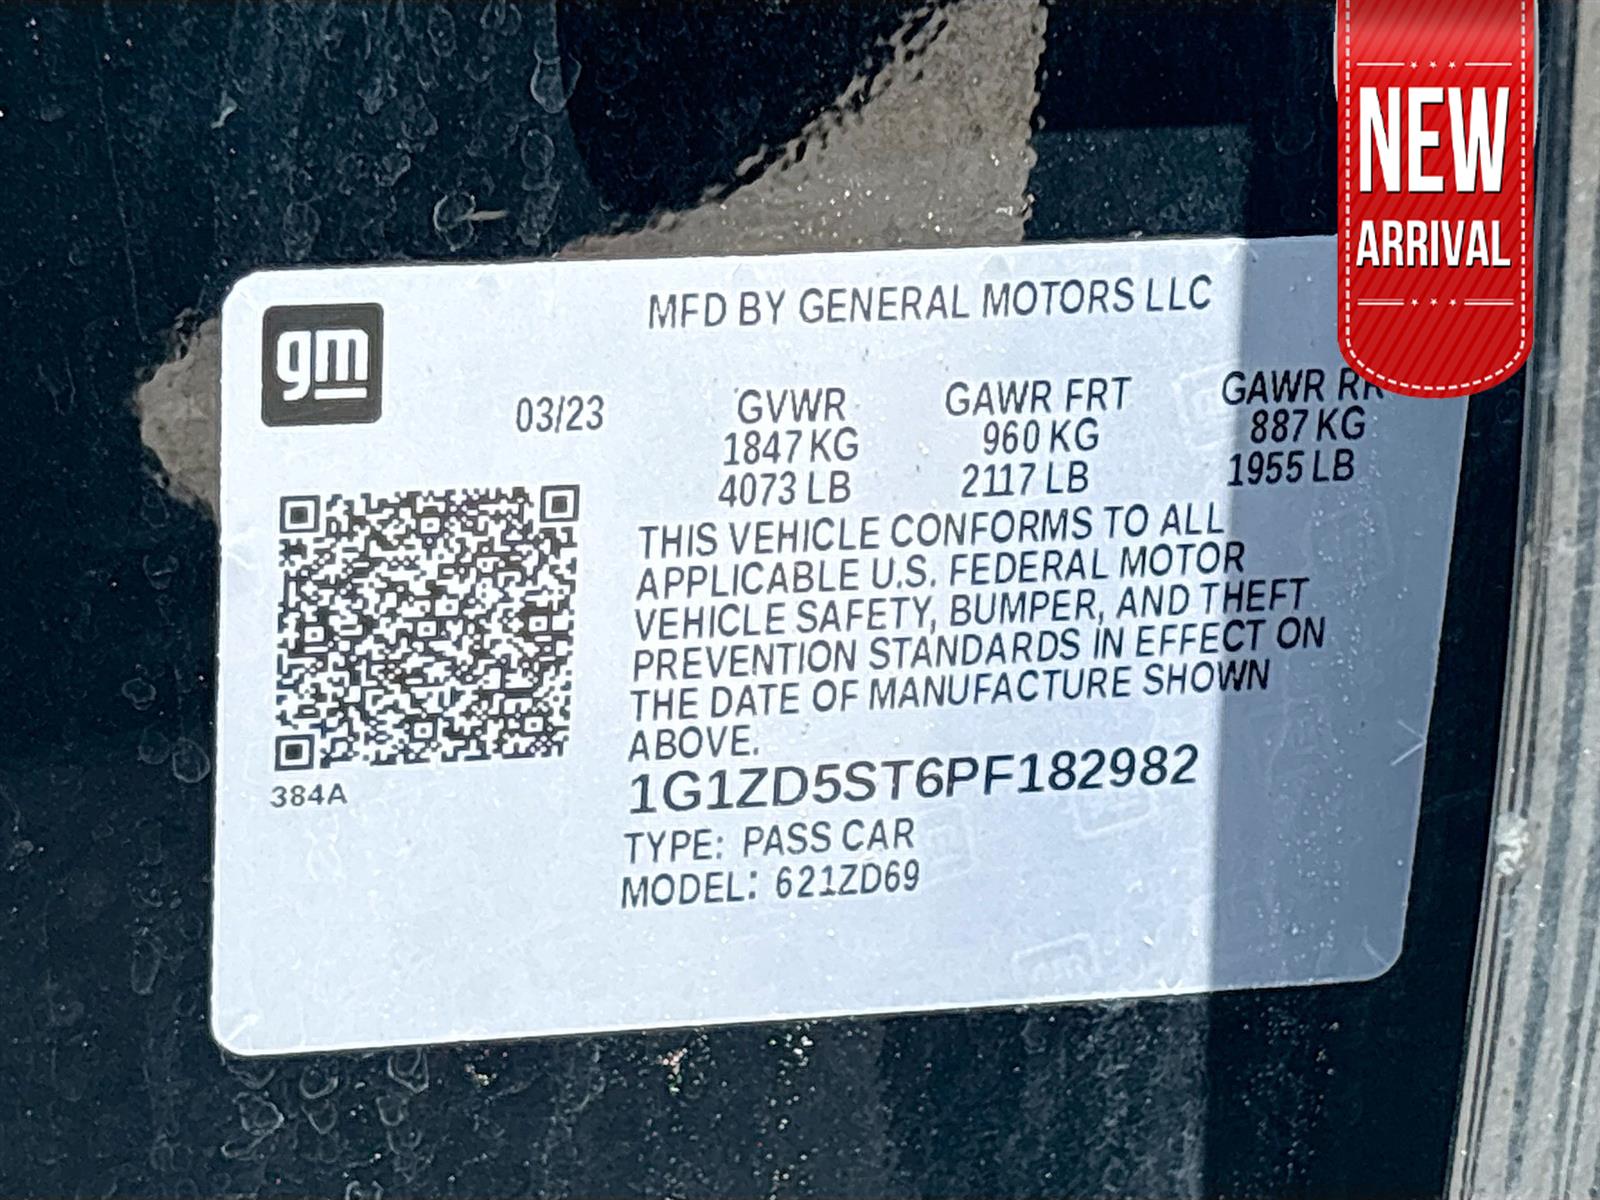 NEW
ARRIVAL
gm
MFD BY GENERAL MOTORS LLC
03/23 GVWR GAWR FRT GAWR RR
1847 KG 960 KG 887 KG
4073 LB 2117 LB 1955 LB
THIS VEHICLE CONFORMS TO ALL
APPLICABLE U.S. FEDERAL MOTOR
VEHICLE SAFETY, BUMPER, AND THEFT
PREVENTION STANDARDS IN EFFECT ON
THE DATE OF MANUFACTURE SHOWN
ABOVE.
384A
1G1ZD5ST6PF182982
TYPE: PASS CAR
MODEL: 621ZD69